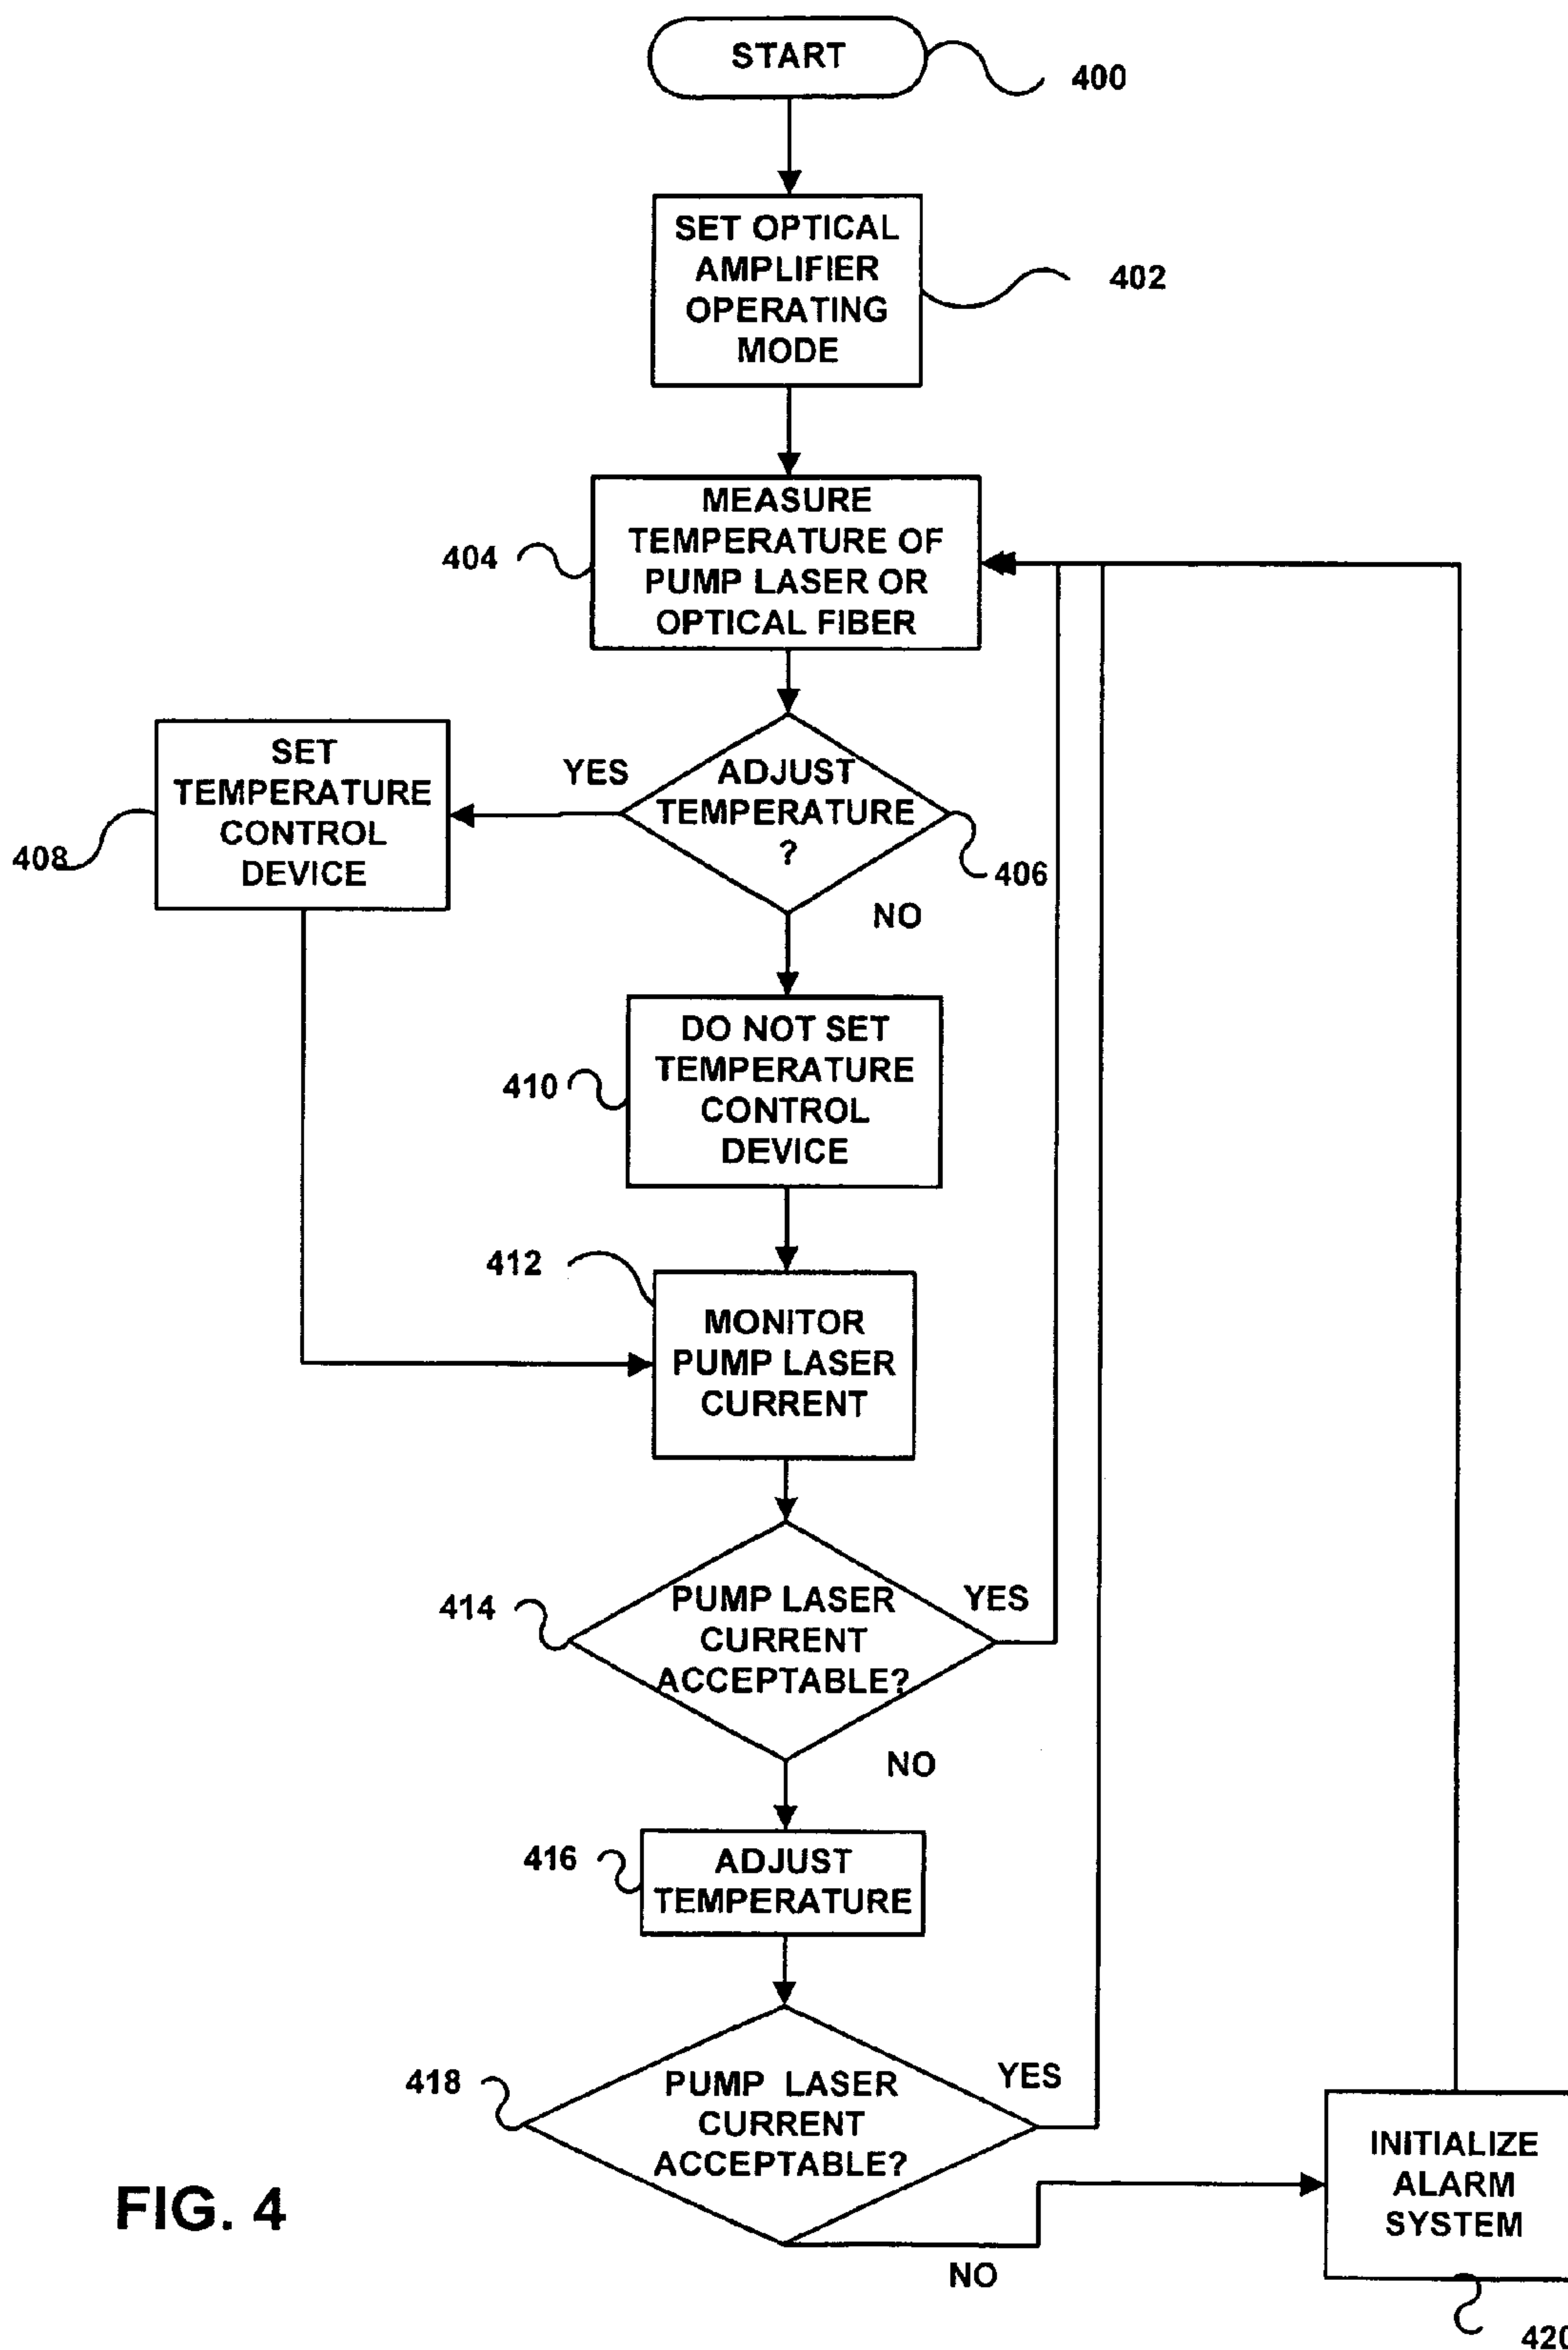 START
400
SET OPTICAL
AMPLIFIER
OPERATING
MODE
402
MEASURE
TEMPERATURE OF
PUMP LASER OR
OPTICAL FIBER
404
ADJUST
TEMPERATURE
?
406
YES
NO
SET
TEMPERATURE
CONTROL
DEVICE
408
DO NOT SET
TEMPERATURE
CONTROL
DEVICE
410
412
MONITOR
PUMP LASER
CURRENT
414
PUMP LASER
CURRENT
ACCEPTABLE?
YES
NO
416
ADJUST
TEMPERATURE
418
PUMP LASER
CURRENT
ACCEPTABLE?
YES
NO
INITIALIZE
ALARM
SYSTEM
420
FIG. 4